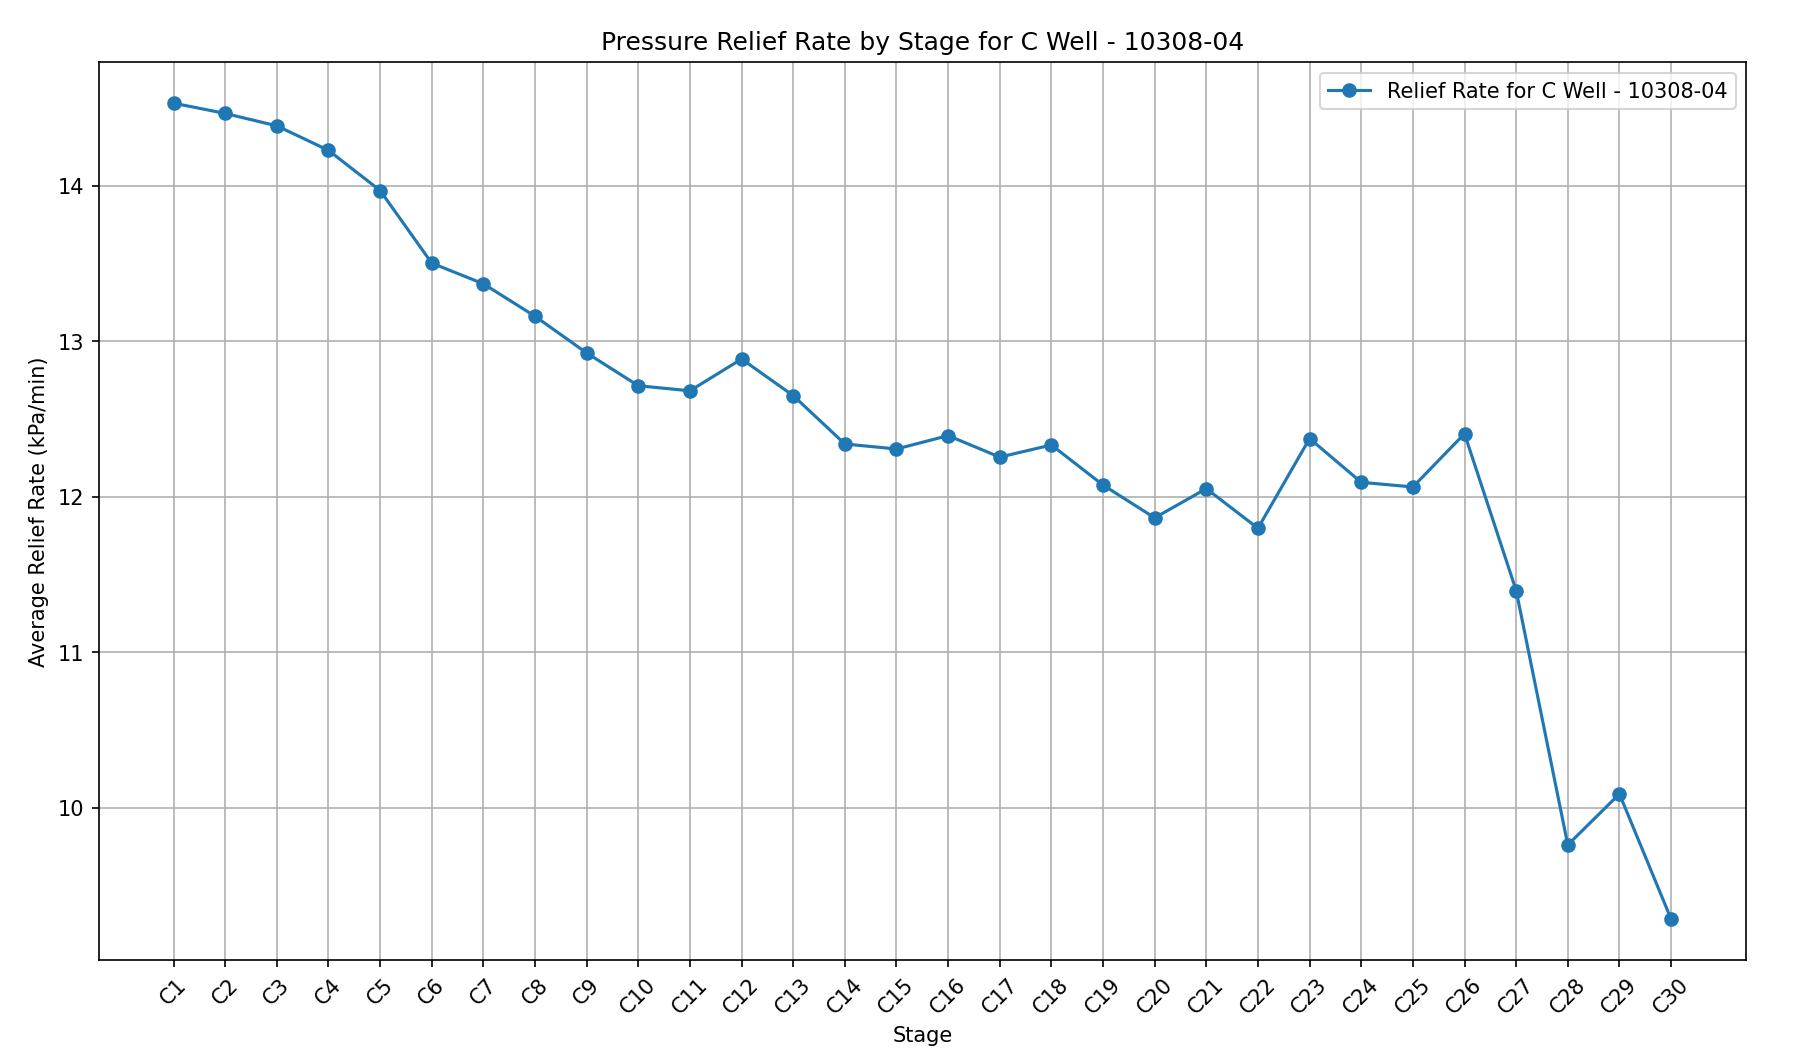 Pressure Relief Rate by Stage for C Well - 10308-04
Relief Rate for C Well - 10308-04
Average Relief Rate (kPa/min)
14
13
12
11
10
C1 C2 C3 C4 C5 C6 C7 C8 C9 C10 C11 C12 C13 C14 C15 C16 C17 C18 C19 C20 C21 C22 C23 C24 C25 C26 C27 C28 C29 C30
Stage